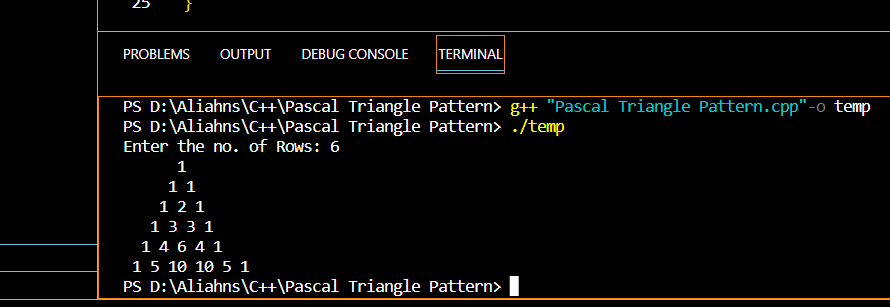 25 }
PROBLEMS OUTPUT DEBUG CONSOLE TERMINAL
PS D:\Aliahns\C++\Pascal Triangle Pattern> g++ "Pascal Triangle Pattern.cpp"-o temp
PS D:\Aliahns\C++\Pascal Triangle Pattern> ./temp
Enter the no. of Rows: 6
1
1 1
1 2 1
1 3 3 1
1 4 6 4 1
1 5 10 10 5 1
PS D:\Aliahns\C++\Pascal Triangle Pattern>